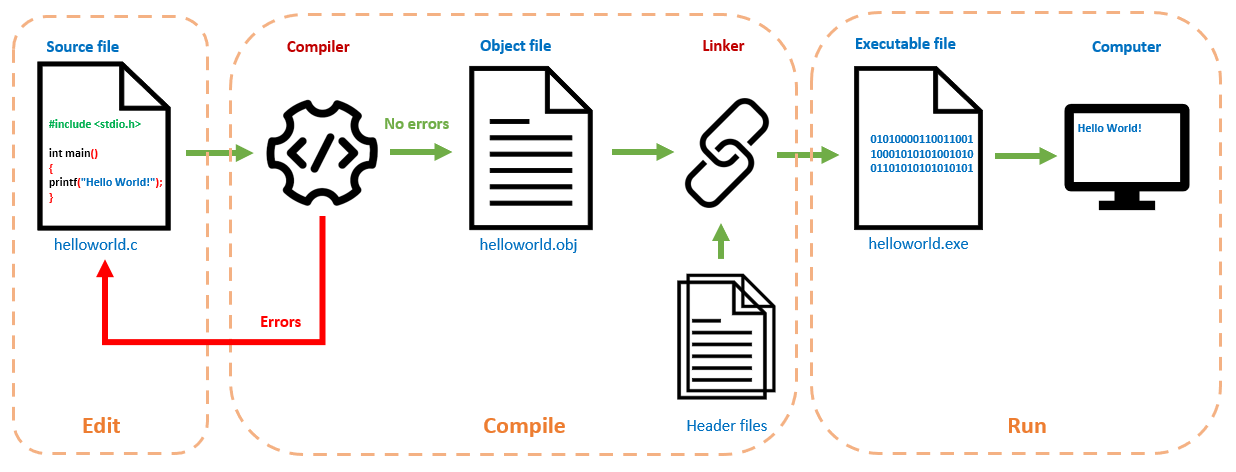 Source file
#include <stdio.h>
int main()
{
printf("Hello World!");
}
helloworld.c
Compiler
No errors
Errors
Object file
helloworld.obj
Linker
Header files
Executable file
01010000110011001
10001010101001010
01101010101010101
helloworld.exe
Computer
Hello World!
Edit
Compile
Run